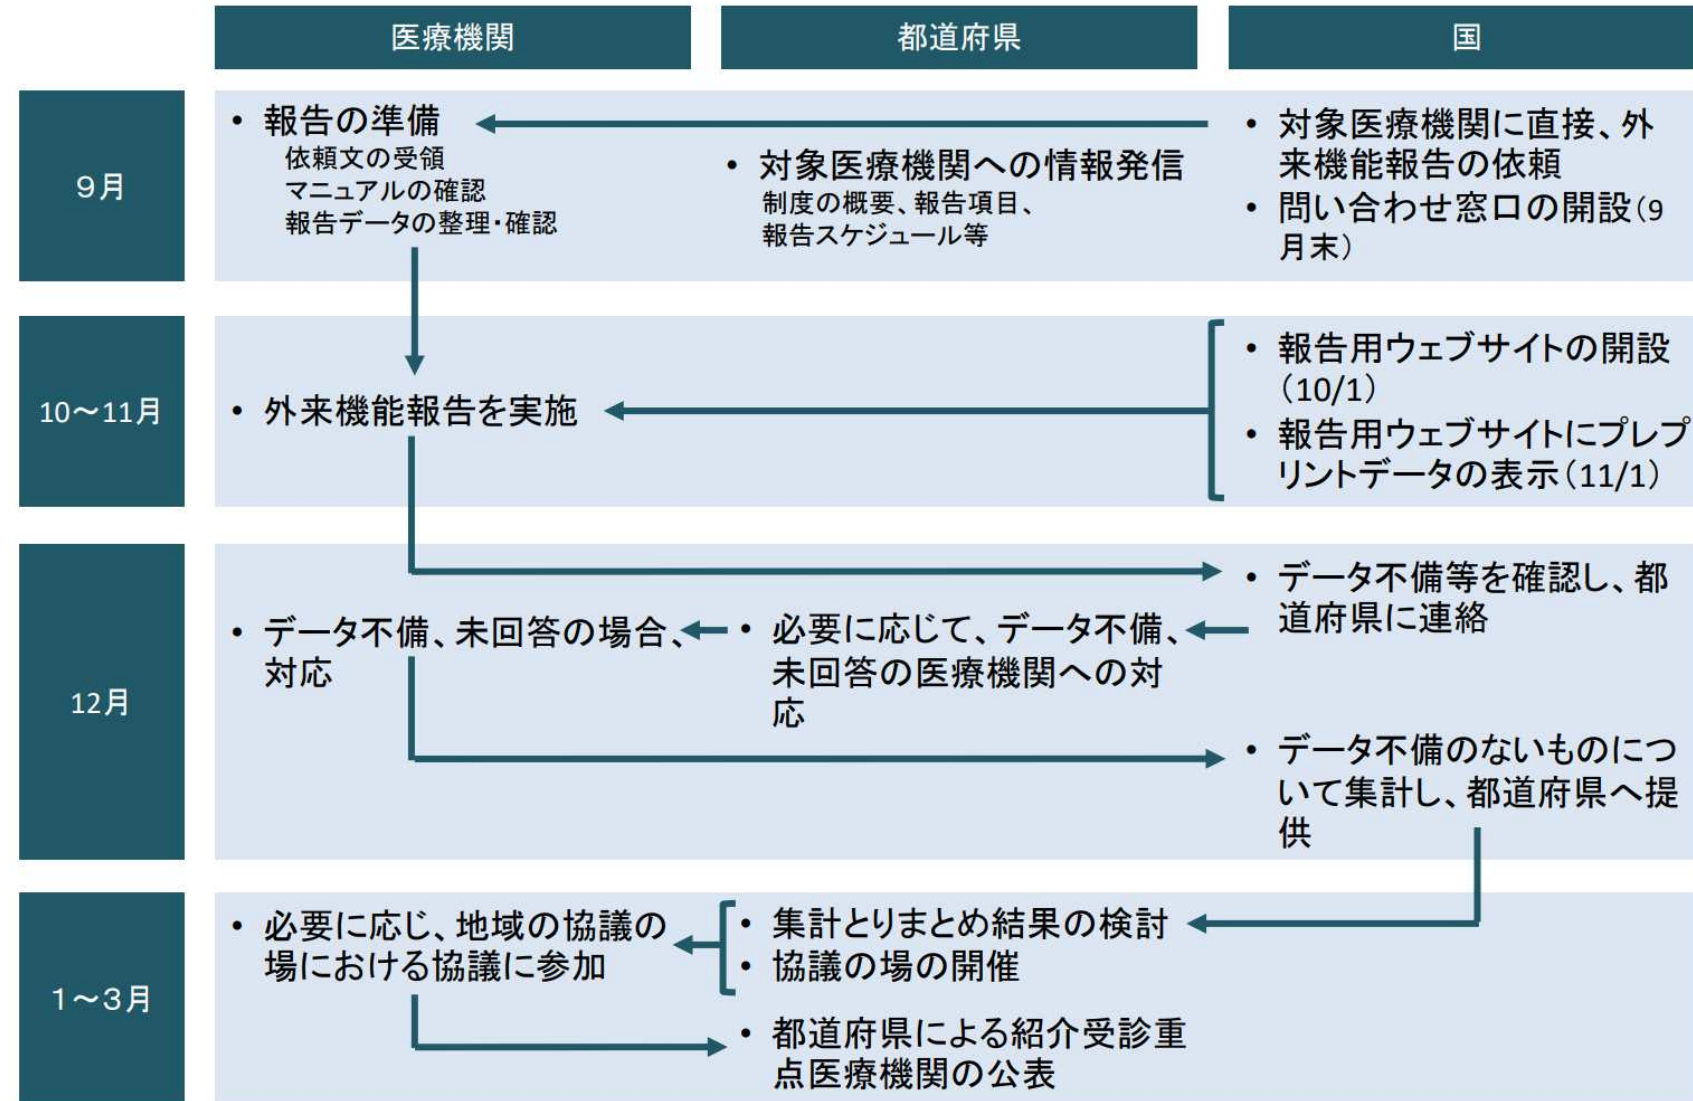 医療機関
都道府県
国
９月
• 報告の準備
依頼文の受領
マニュアルの確認
報告データの整理・確認
• 対象医療機関への情報発信
制度の概要、報告項目、
報告スケジュール等
• 対象医療機関に直接、外
来機能報告の依頼
• 問い合わせ窓口の開設（9
月末）
10～11月
• 外来機能報告を実施
• 報告用ウェブサイトの開設
（10/1）
• 報告用ウェブサイトにプレプ
リントデータの表示（11/1）
12月
• データ不備、未回答の場合、
対応
• 必要に応じて、データ不備、
未回答の医療機関への対
応
• データ不備等を確認し、都
道府県に連絡
• データ不備のないものにつ
いて集計し、都道府県へ提
供
１～３月
• 必要に応じ、地域の協議の
場における協議に参加
• 集計とりまとめ結果の検討
• 協議の場の開催
• 都道府県による紹介受診重
点医療機関の公表